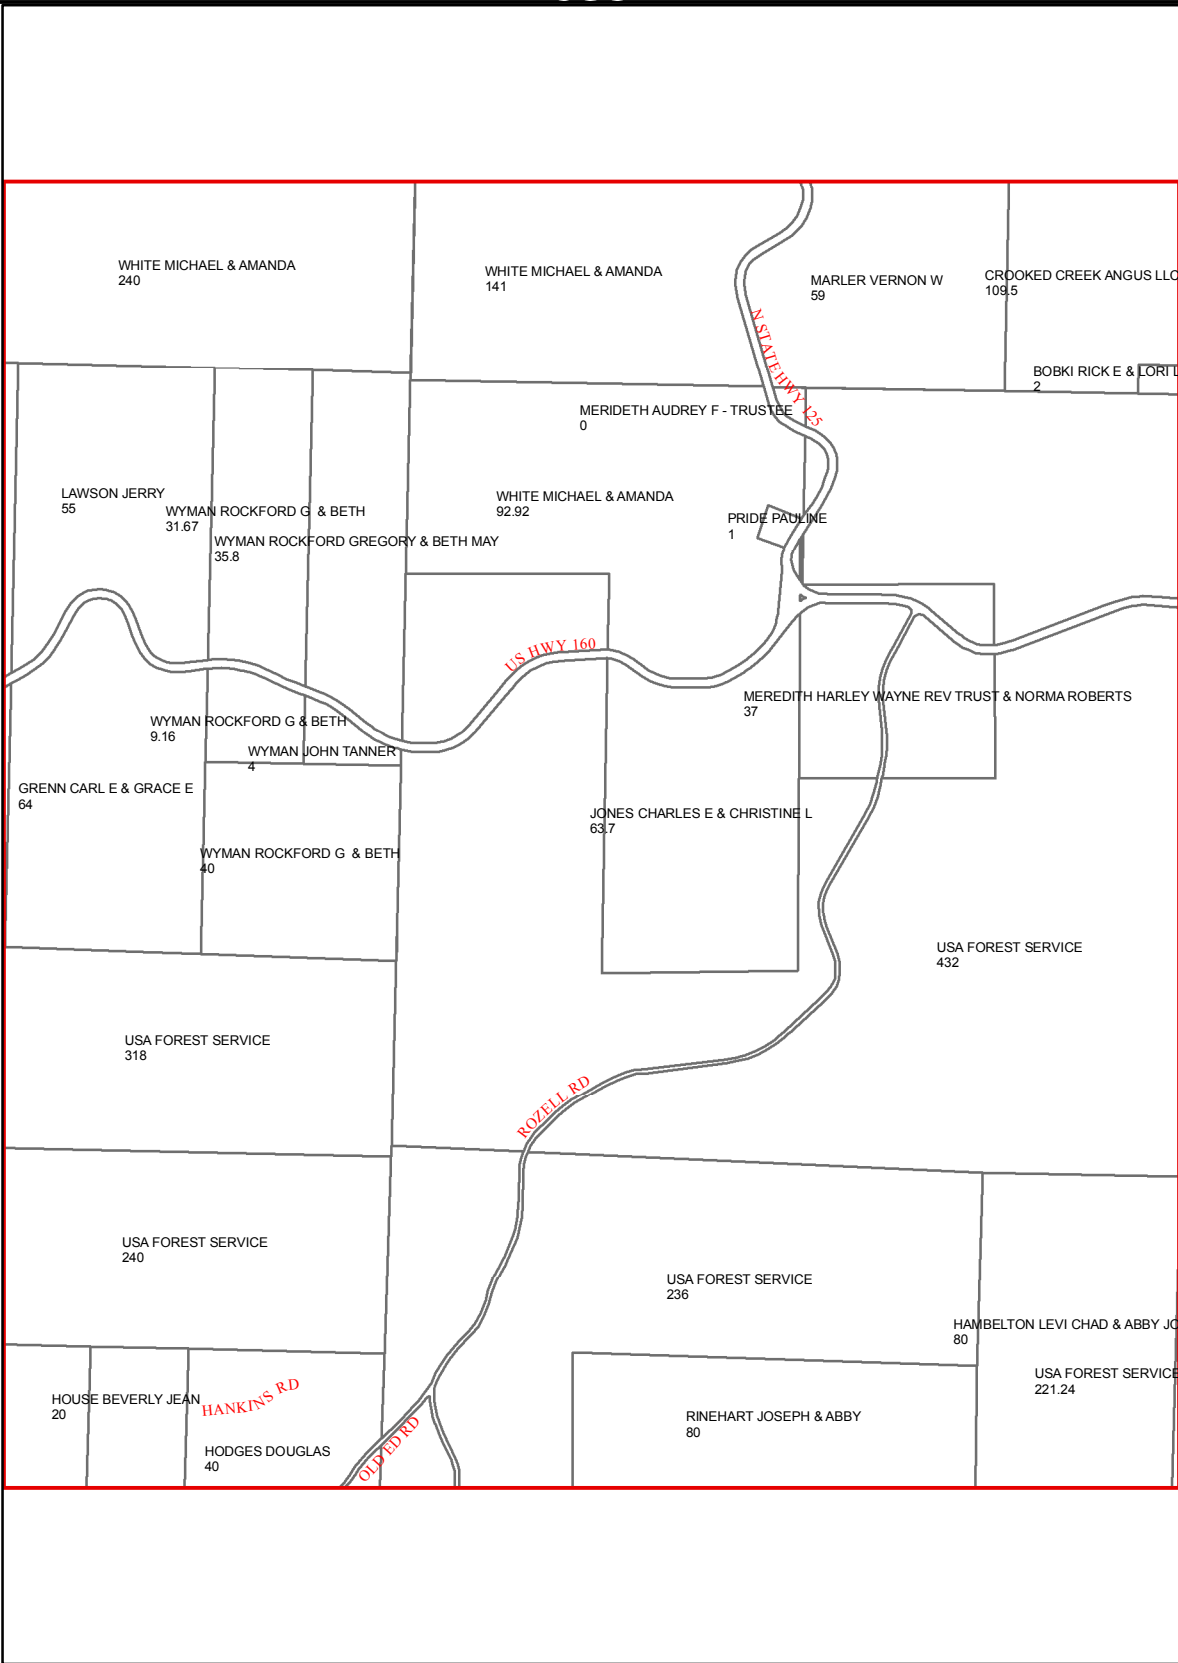 WHITE MICHAEL & AMANDA
240
WHITE MICHAEL & AMANDA
141
MARLER VERNON W
59
CROOKED CREEK ANGUS LLC
109.5
N STATE HWY 125
BOBKI RICK E & LORI L
2
MERIDETH AUDREY F - TRUSTEE
0
LAWSON JERRY
55
WYMAN ROCKFORD G & BETH
31.67
WHITE MICHAEL & AMANDA
92.92
PRIDE PAULINE
1
WYMAN ROCKFORD GREGORY & BETH MAY
35.8
US HWY 160
MEREDITH HARLEY WAYNE REV TRUST & NORMA ROBERTS
37
WYMAN ROCKFORD G & BETH
9.16
WYMAN JOHN TANNER
4
GRENN CARL E & GRACE E
64
JONES CHARLES E & CHRISTINE L
63.7
WYMAN ROCKFORD G & BETH
40
USA FOREST SERVICE
432
USA FOREST SERVICE
318
ROZELL RD
USA FOREST SERVICE
240
USA FOREST SERVICE
236
HAMBELTON LEVI CHAD & ABBY JO
80
USA FOREST SERVICE
221.24
HOUSE BEVERLY JEAN
20
HANKINS RD
RINEHART JOSEPH & ABBY
80
HODGES DOUGLAS
40
OLD ED RD